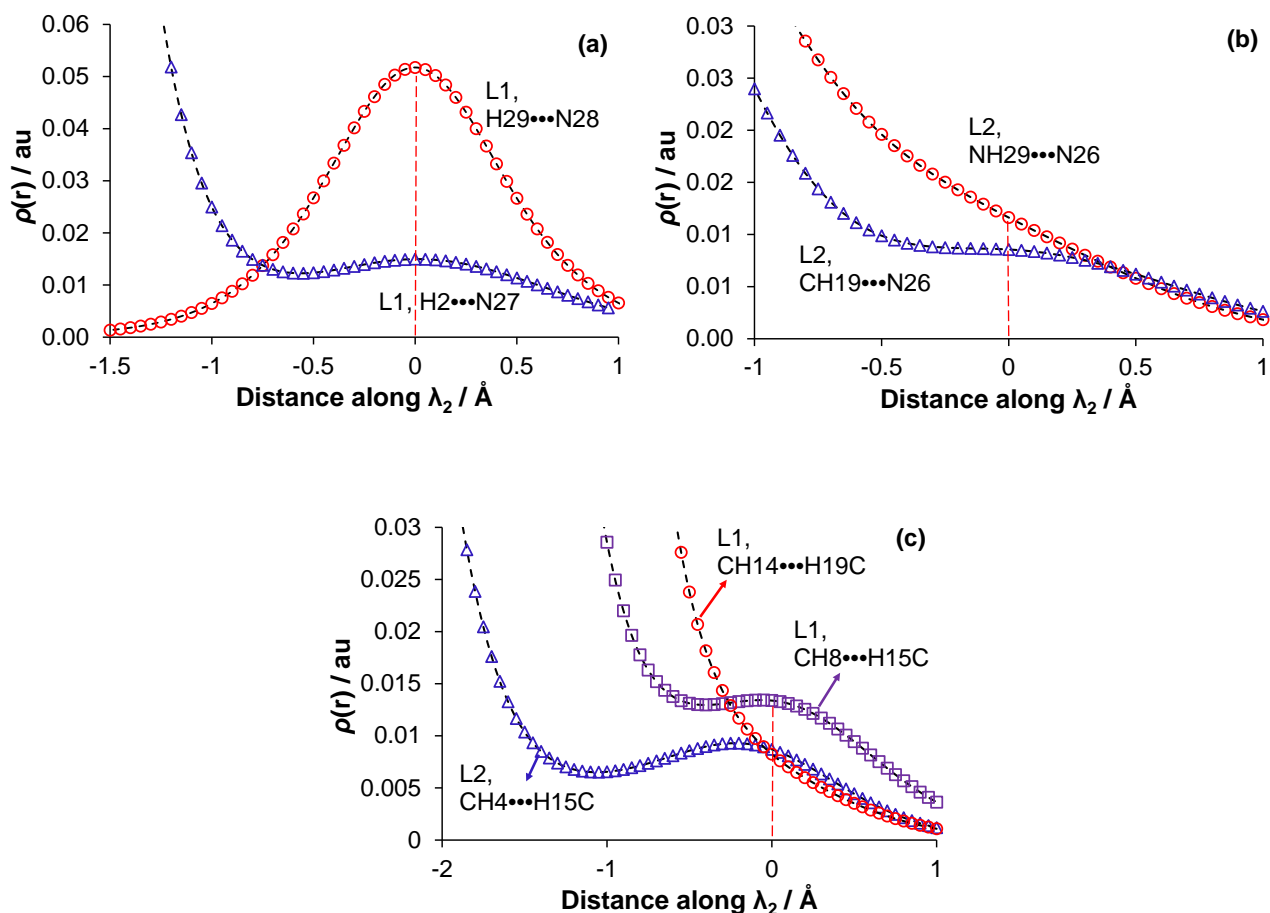 (a)
0.06
0.05
0.04
0.03
0.02
0.01
0.00
ρ(r) / au
L1,
H29•••N28
L1, H2•••N27
-1.5
-1
-0.5
0
0.5
1
Distance along λ2 / Å
(b)
0.03
0.03
0.02
0.02
0.01
0.01
0.00
ρ(r) / au
L2,
NH29•••N26
L2,
CH19•••N26
-1
-0.5
0
0.5
1
Distance along λ2 / Å
(c)
0.03
0.025
0.02
0.015
0.01
0.005
0
ρ(r) / au
L1,
CH14•••H19C
L1,
CH8•••H15C
L2,
CH4•••H15C
-2
-1
0
1
Distance along λ2 / Å